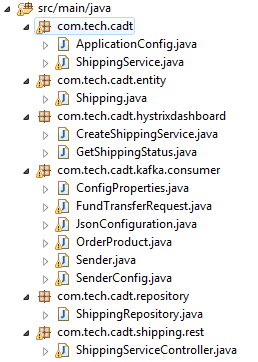 src/main/java
com.tech.cadt
ApplicationConfig.java
ShippingService.java
com.tech.cadt.entity
Shipping.java
com.tech.cadt.hystrixdashboard
CreateShippingService.java
GetShippingStatus.java
com.tech.cadt.kafka.consumer
ConfigProperties.java
FundTransferRequest.java
JsonConfiguration.java
OrderProduct.java
Sender.java
SenderConfig.java
com.tech.cadt.repository
ShippingRepository.java
com.tech.cadt.shipping.rest
ShippingServiceController.java